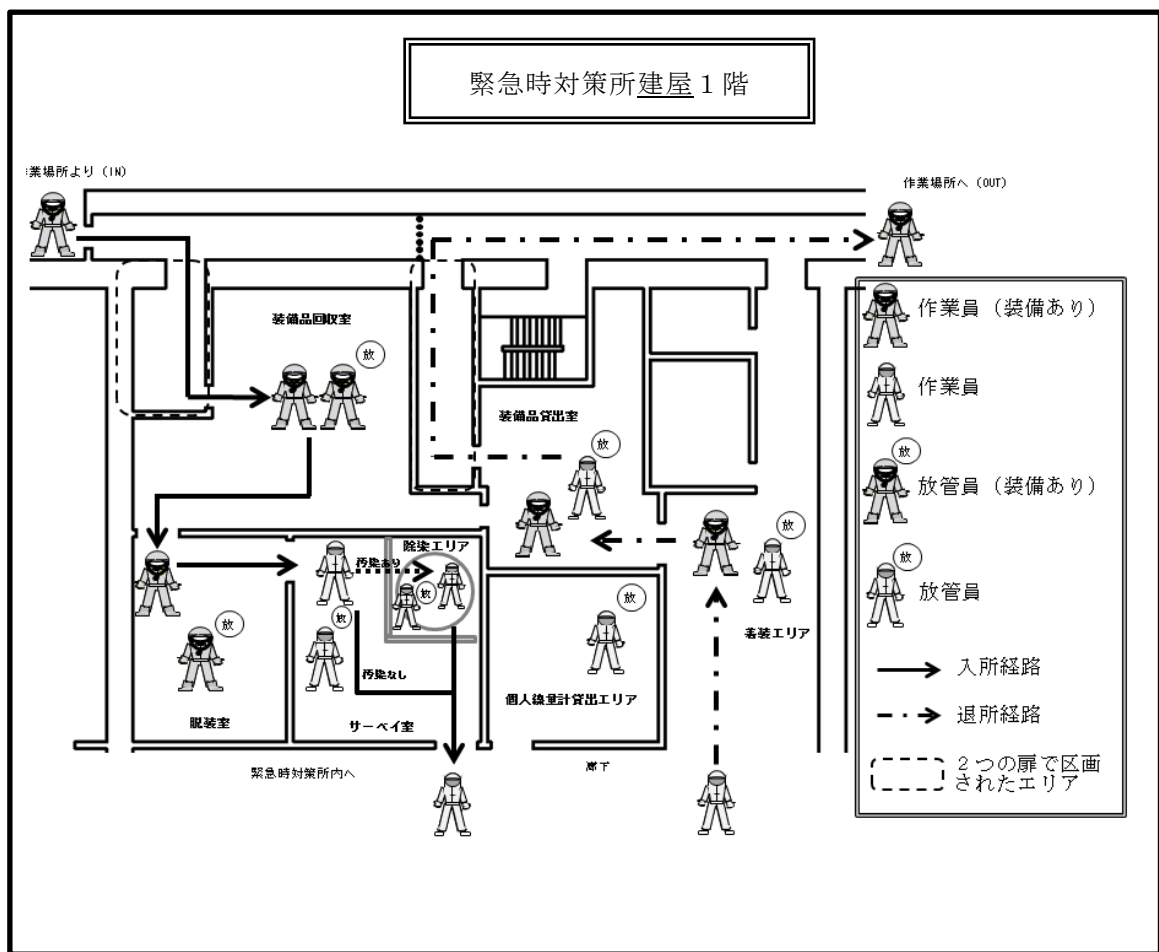 緊急時対策所建屋1階
業場所より (IN)
作業場所へ (OUT)
装備品回収室
放
作業員 (装備あり)
作業員
装備品貸出室
放
放
放管員 (装備あり)
放
放管員
除染エリア
汚染あり
放
放
放
放
放
着装エリア
汚染なし
個人線量計貸出エリア
脱装室
サーベイ室
入所経路
退所経路
2つの扉で区画
されたエリア
緊急時対策所内へ
廊下